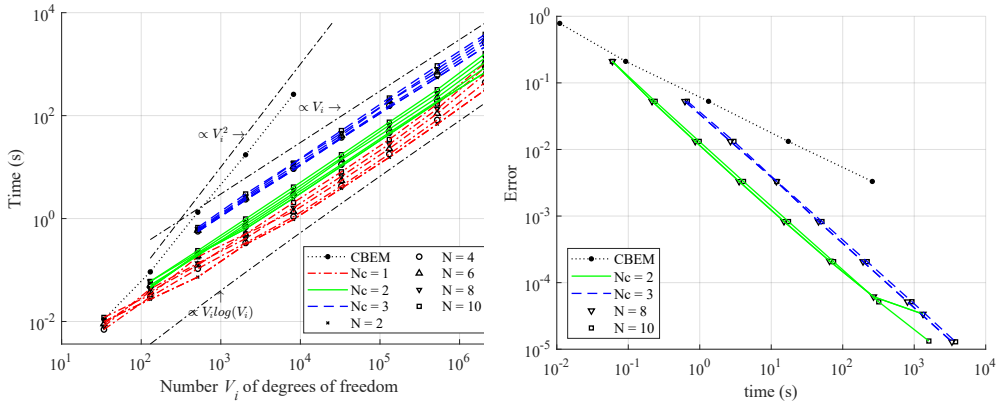 10^4
10^2
10^0
10^-2
Time (s)
∝ V_i^2 →
∝ V_i →
∝ V_i log(V_i)
CBEM
Nc = 1
Nc = 2
Nc = 3
N = 2
N = 4
N = 6
N = 8
N = 10
10^1
10^2
10^3
10^4
10^5
10^6
Number V_i of degrees of freedom
10^0
10^-1
10^-2
10^-3
10^-4
10^-5
Error
CBEM
Nc = 2
Nc = 3
N = 8
N = 10
10^-2
10^-1
10^0
10^1
10^2
10^3
10^4
time (s)